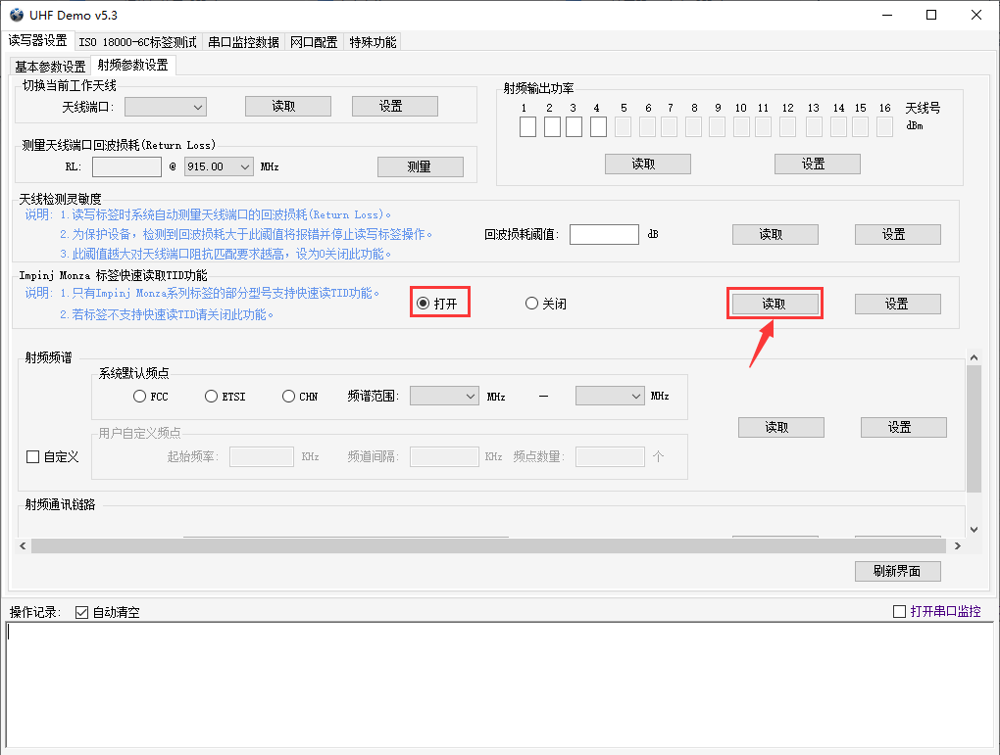 UHF Demo v5.3
读写器设置 ISO 18000-6C标签测试 串口监控数据 网口配置 特殊功能
基本参数设置 射频参数设置
切换当前工作天线
天线端口: 读取 设置
射频输出功率
1 2 3 4 5 6 7 8 9 10 11 12 13 14 15 16 天线号
dBm
读取 设置
测量天线端口回波损耗(Return Loss)
RL: @ 915.00 MHz 测量
天线检测灵敏度
说明: 1.读写标签时系统自动测量天线端口的回波损耗(Return Loss)。
2.为保护设备，检测到回波损耗大于此阈值将报错并停止读写标签操作。
3.此阈值越大对天线端口阻抗匹配要求越高，设为0关闭此功能。
回波损耗阈值: dB 读取 设置
Impinj Monza 标签快速读取TID功能
说明: 1.只有Impinj Monza系列标签的部分型号支持快速读TID功能。
2.若标签不支持快速读TID请关闭此功能。
打开 关闭 读取 设置
射频频谱
系统默认频点
FCC ETSI CHN 频谱范围: MHz — MHz
读取 设置
用户自定义频点
自定义 起始频率: KHz 频道间隔: KHz 频点数量: 个
射频通讯链路
刷新界面
操作记录: 自动清空 打开串口监控